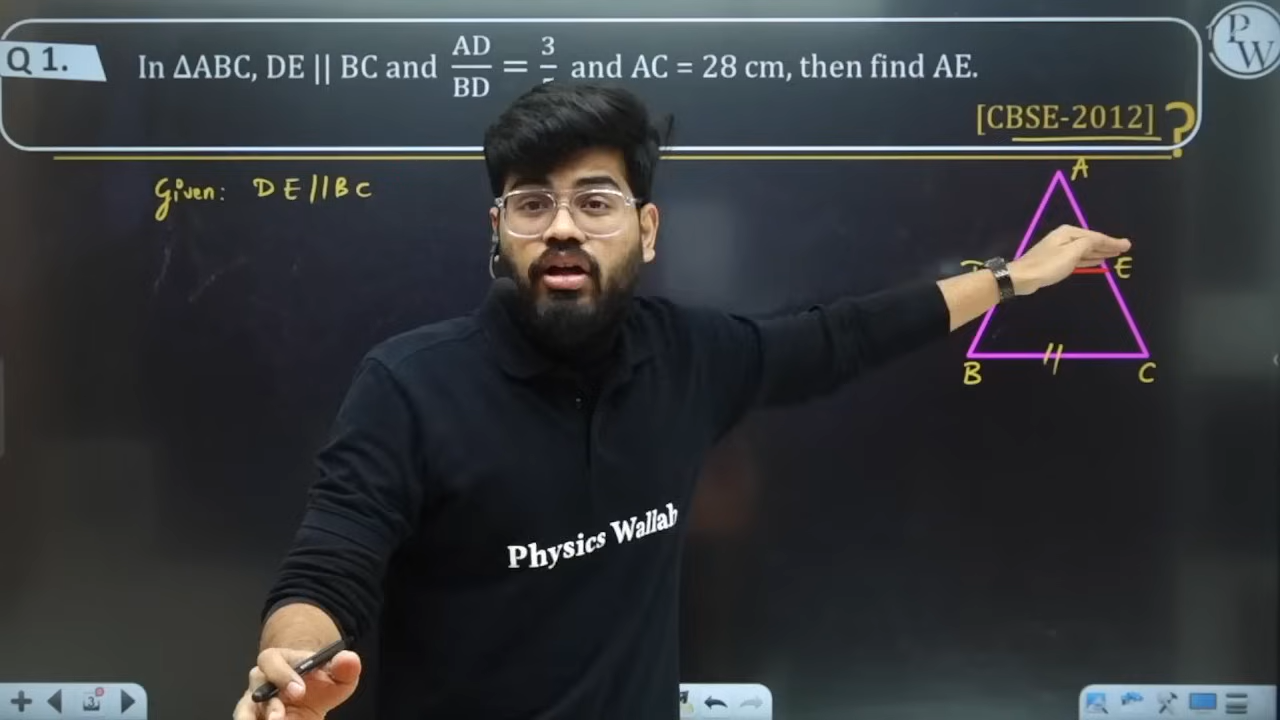 Q 1.
In ΔABC, DE || BC and AD/BD = 3/ and AC = 28 cm, then find AE.
[CBSE-2012]
?
PW
Given: DE//BC
A
E
B
C
Physics Wallah